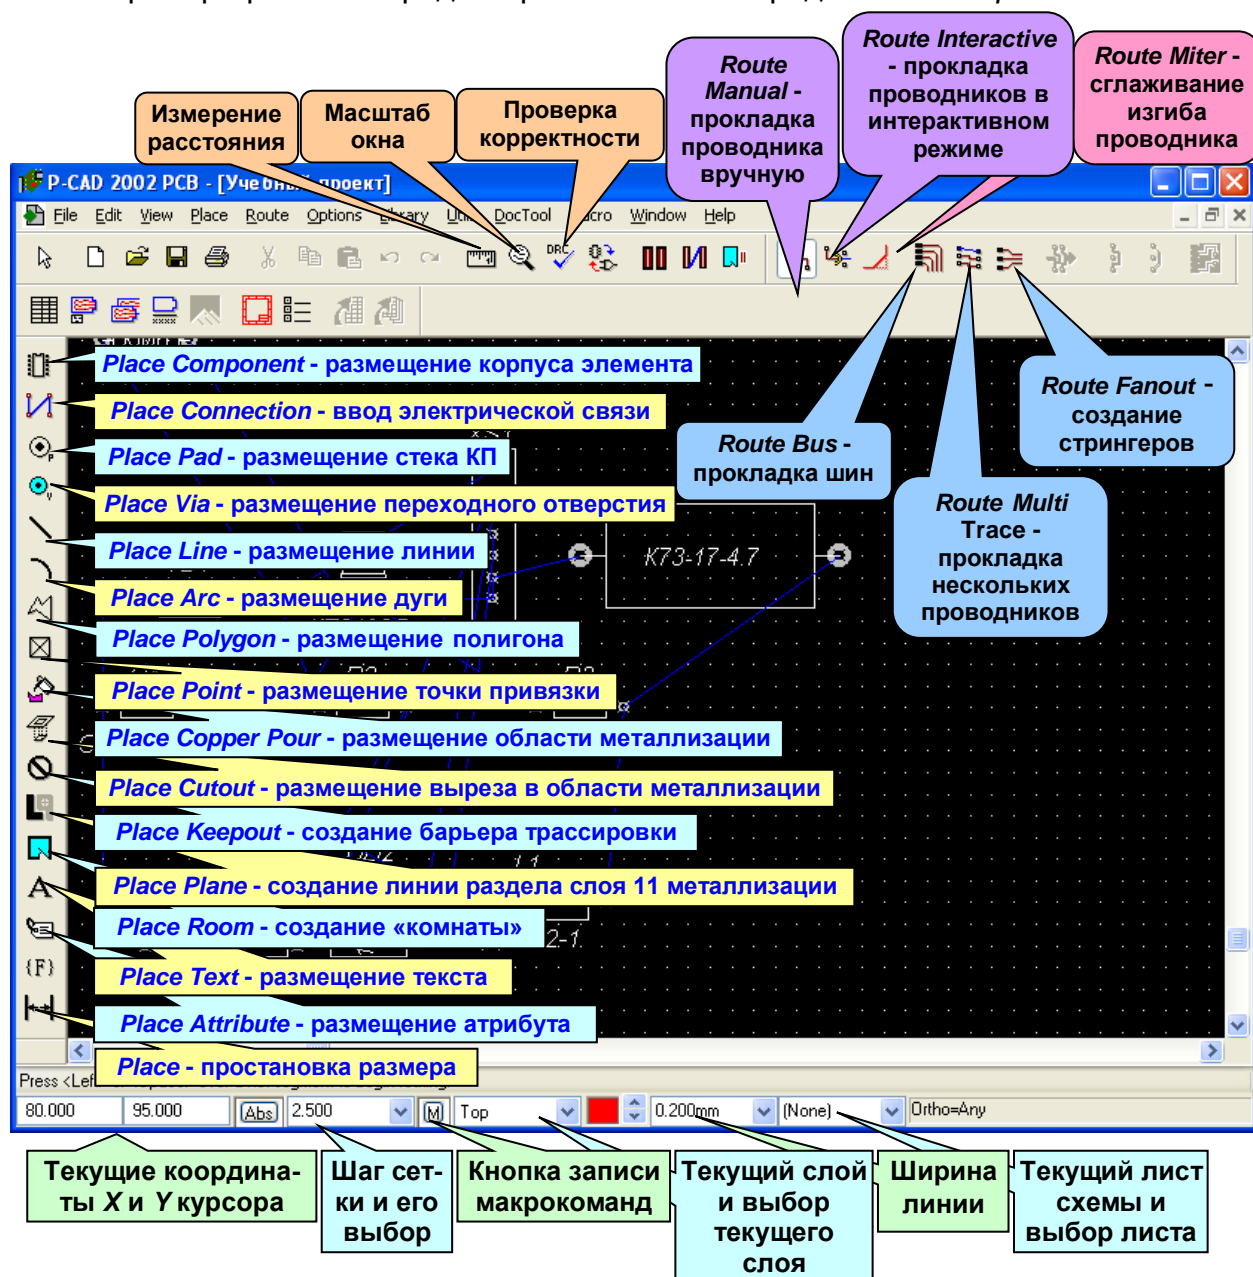 Route Interactive
- прокладка
проводников в
интерактивном
режиме
Route
Manual -
прокладка
проводника
вручную
Route Miter -
сглаживание
изгиба
проводника
Измерение
расстояния
Масштаб
окна
Проверка
корректности
P-CAD 2002 PCB - [Учебный проект]
File Edit View Place Route Options Library Utils DocTool Macro Window Help
DRC
Place Component - размещение корпуса элемента
Place Connection - ввод электрической связи
Place Pad - размещение стека КП
Place Via - размещение переходного отверстия
Place Line - размещение линии
Place Arc - размещение дуги
Place Polygon - размещение полигона
Place Point - размещение точки привязки
Place Copper Pour - размещение области металлизации
Place Cutout - размещение выреза в области металлизации
Place Keepout - создание барьера трассировки
Place Plane - создание линии раздела слоя 11 металлизации
Place Room - создание «комнаты»
Place Text - размещение текста
Place Attribute - размещение атрибута
Place - простановка размера
{F}
K73-17-4.7
2-1
Route Bus -
прокладка шин
Route Fanout -
создание
стрингеров
Route Multi
Trace -
прокладка
нескольких
проводников
Press <Lef
80.000 95.000 Abs 2.500 M Top 0.200mm (None) Ortho=Any
Текущие координа-
ты X и Y курсора
Шаг сет-
ки и его
выбор
Кнопка записи
макрокоманд
Текущий слой
и выбор
текущего
слоя
Ширина
линии
Текущий лист
схемы и
выбор листа